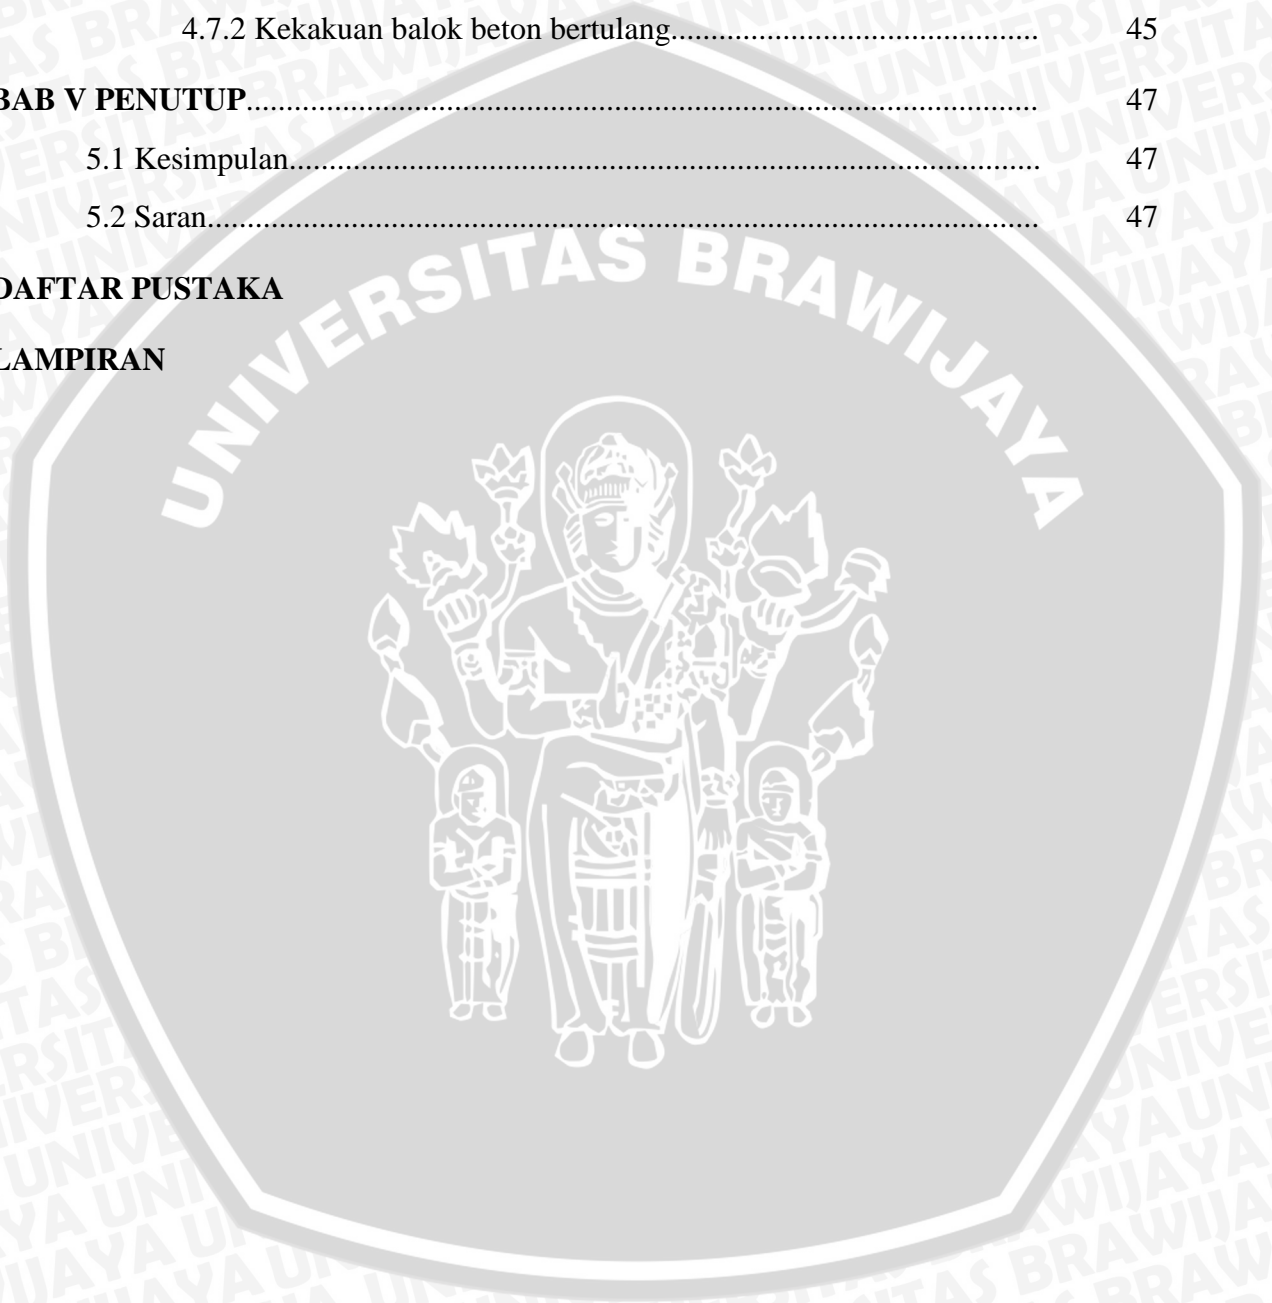 4.7.2 Kekakuan balok beton bertulang.............................................. 45
BAB V PENUTUP................................................................................................... 47
5.1 Kesimpulan.............................................................................................. 47
5.2 Saran........................................................................................................ 47
DAFTAR PUSTAKA
LAMPIRAN
UNIVERSITAS BRAWIJAYA